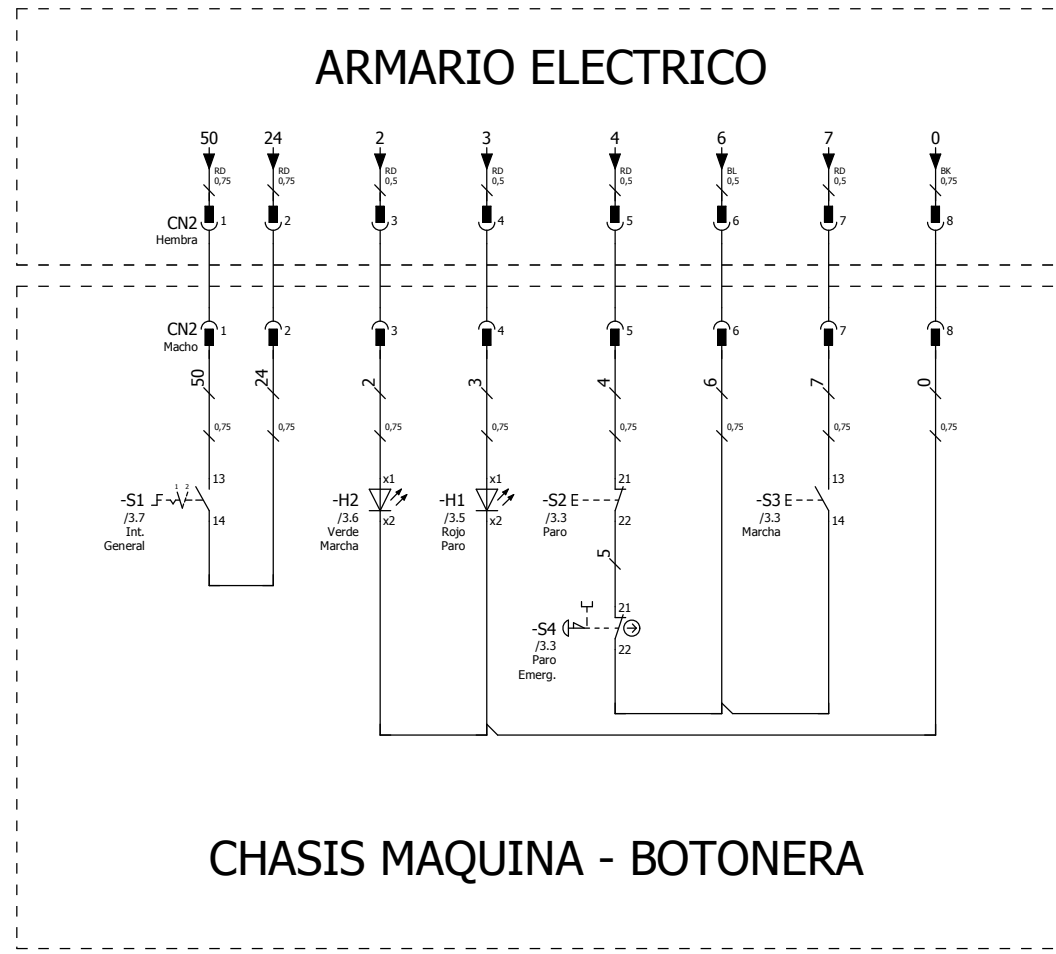 ARMARIO ELECTRICO
50 24 2 3 4 6 7 0
RD RD RD RD RD BL RD BK
0,75 0,75 0,5 0,5 0,5 0,5 0,5 0,75
CN2 1 2 3 4 5 6 7 8
Hembra
CN2 1 2 3 4 5 6 7 8
Macho
50 24 2 3 4 6 7 0
0,75 0,75 0,75 0,75 0,75 0,75 0,75 0,75
13 x1 x1 21 13
1 2
-S1 -H2 -H1 -S2 -S3
/3.7 /3.6 /3.5 /3.3 /3.3
Int. Verde Rojo Paro Marcha
General Marcha Paro
14 x2 x2 22 14
5
21
-S4
/3.3
Paro
Emerg.
22
CHASIS MAQUINA - BOTONERA